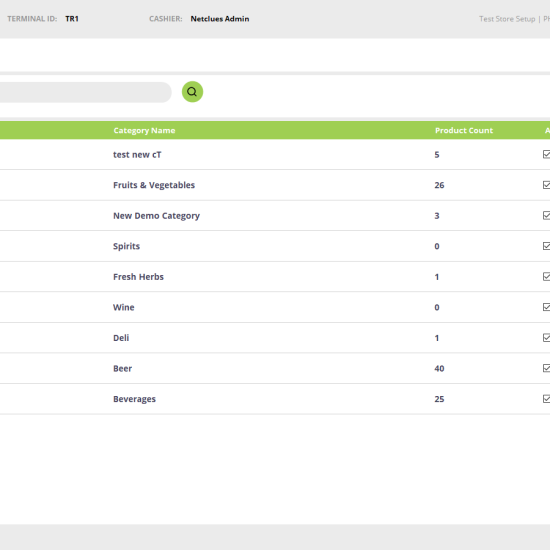 TERMINAL ID: TR1 CASHIER: Netclues Admin Test Store Setup |
Category Name Product Count
test new cT 5
Fruits & Vegetables 26
New Demo Category 3
Spirits 0
Fresh Herbs 1
Wine 0
Deli 1
Beer 40
Beverages 25